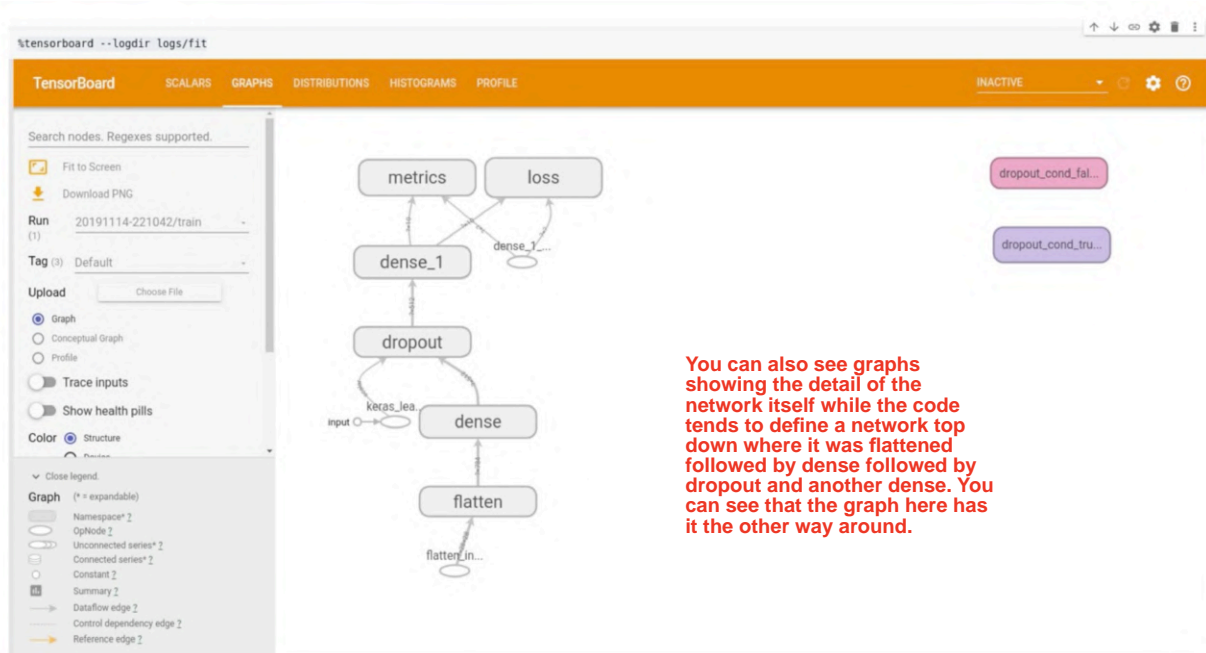 %tensorboard --logdir logs/fit
TensorBoard SCALARS GRAPHS DISTRIBUTIONS HISTOGRAMS PROFILE INACTIVE
Search nodes. Regexes supported.
Fit to Screen
Download PNG
Run 20191114-221042/train
(1)
Tag (3) Default
Upload Choose File
Graph
Conceptual Graph
Profile
Trace inputs
Show health pills
Color Structure
Close legend.
Graph (* = expandable)
Namespace* ?
OpNode ?
Unconnected series* ?
Connected series* ?
Constant ?
Summary ?
Dataflow edge ?
Control dependency edge ?
Reference edge ?
metrics loss
dense_1_...
dense_1
dropout
keras_lea...
input
dense
flatten
flatten_in...
dropout_cond_fal...
dropout_cond_tru...
You can also see graphs
showing the detail of the
network itself while the code
tends to define a network top
down where it was flattened
followed by dense followed by
dropout and another dense. You
can see that the graph here has
it the other way around.